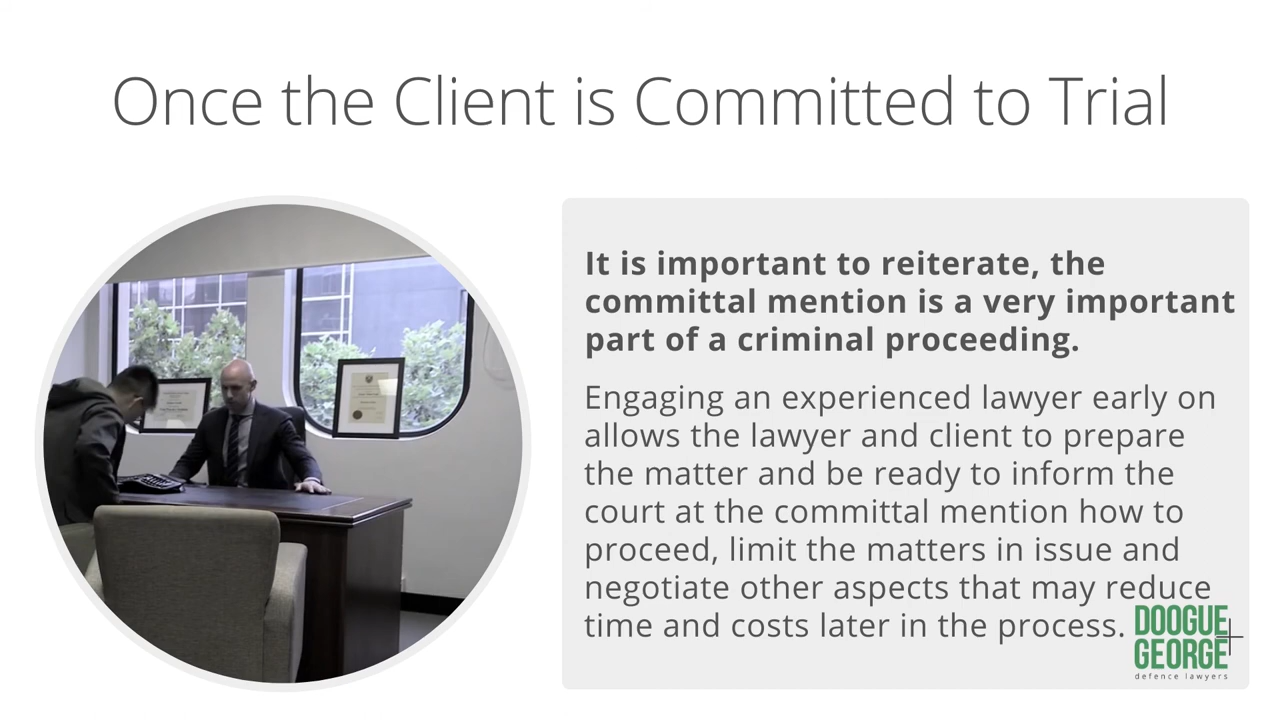 Once the Client is Committed to Trial
It is important to reiterate, the
committal mention is a very important
part of a criminal proceeding.
Engaging an experienced lawyer early on
allows the lawyer and client to prepare
the matter and be ready to inform the
court at the committal mention how to
proceed, limit the matters in issue and
negotiate other aspects that may reduce
time and costs later in the process.
DOOGUE
GEORGE
defence lawyers